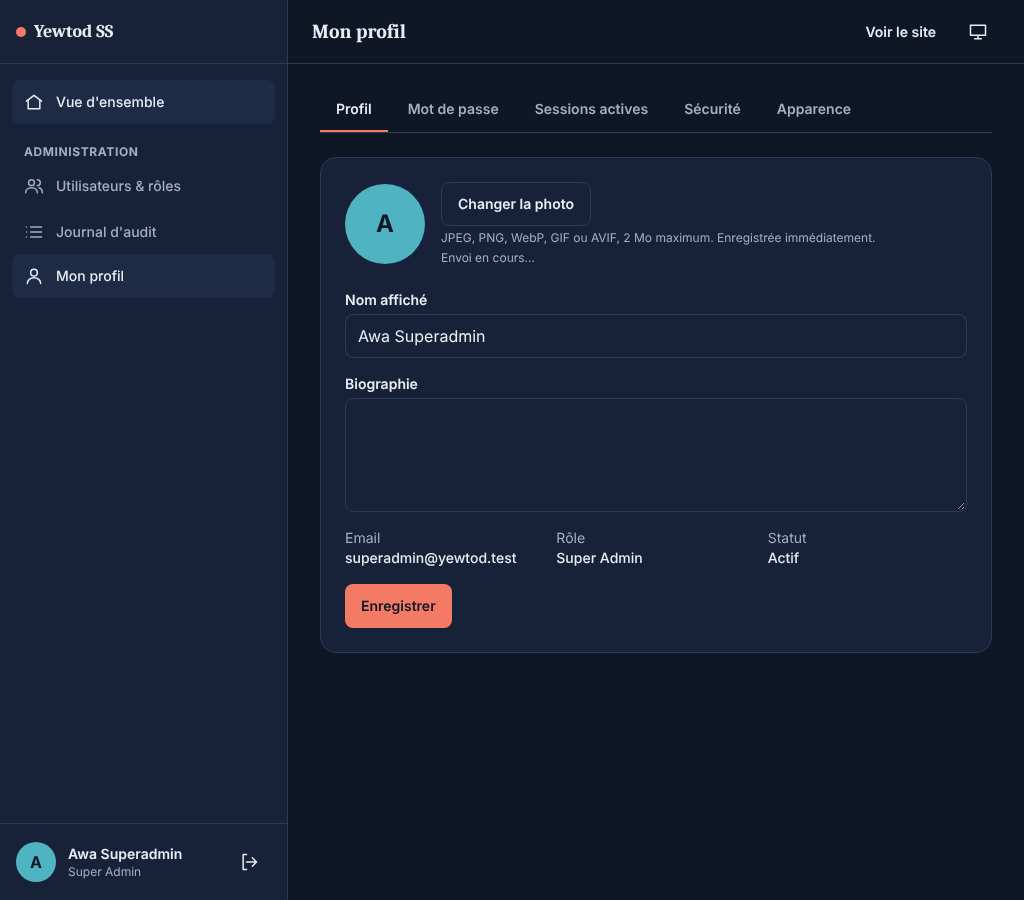 Yewtod SS
Mon profil
Voir le site
Vue d'ensemble
ADMINISTRATION
Utilisateurs & rôles
Journal d'audit
Mon profil
Profil
Mot de passe
Sessions actives
Sécurité
Apparence
A
Changer la photo
JPEG, PNG, WebP, GIF ou AVIF, 2 Mo maximum. Enregistrée immédiatement.
Envoi en cours…
Nom affiché
Awa Superadmin
Biographie
Email
superadmin@yewtod.test
Rôle
Super Admin
Statut
Actif
Enregistrer
A
Awa Superadmin
Super Admin